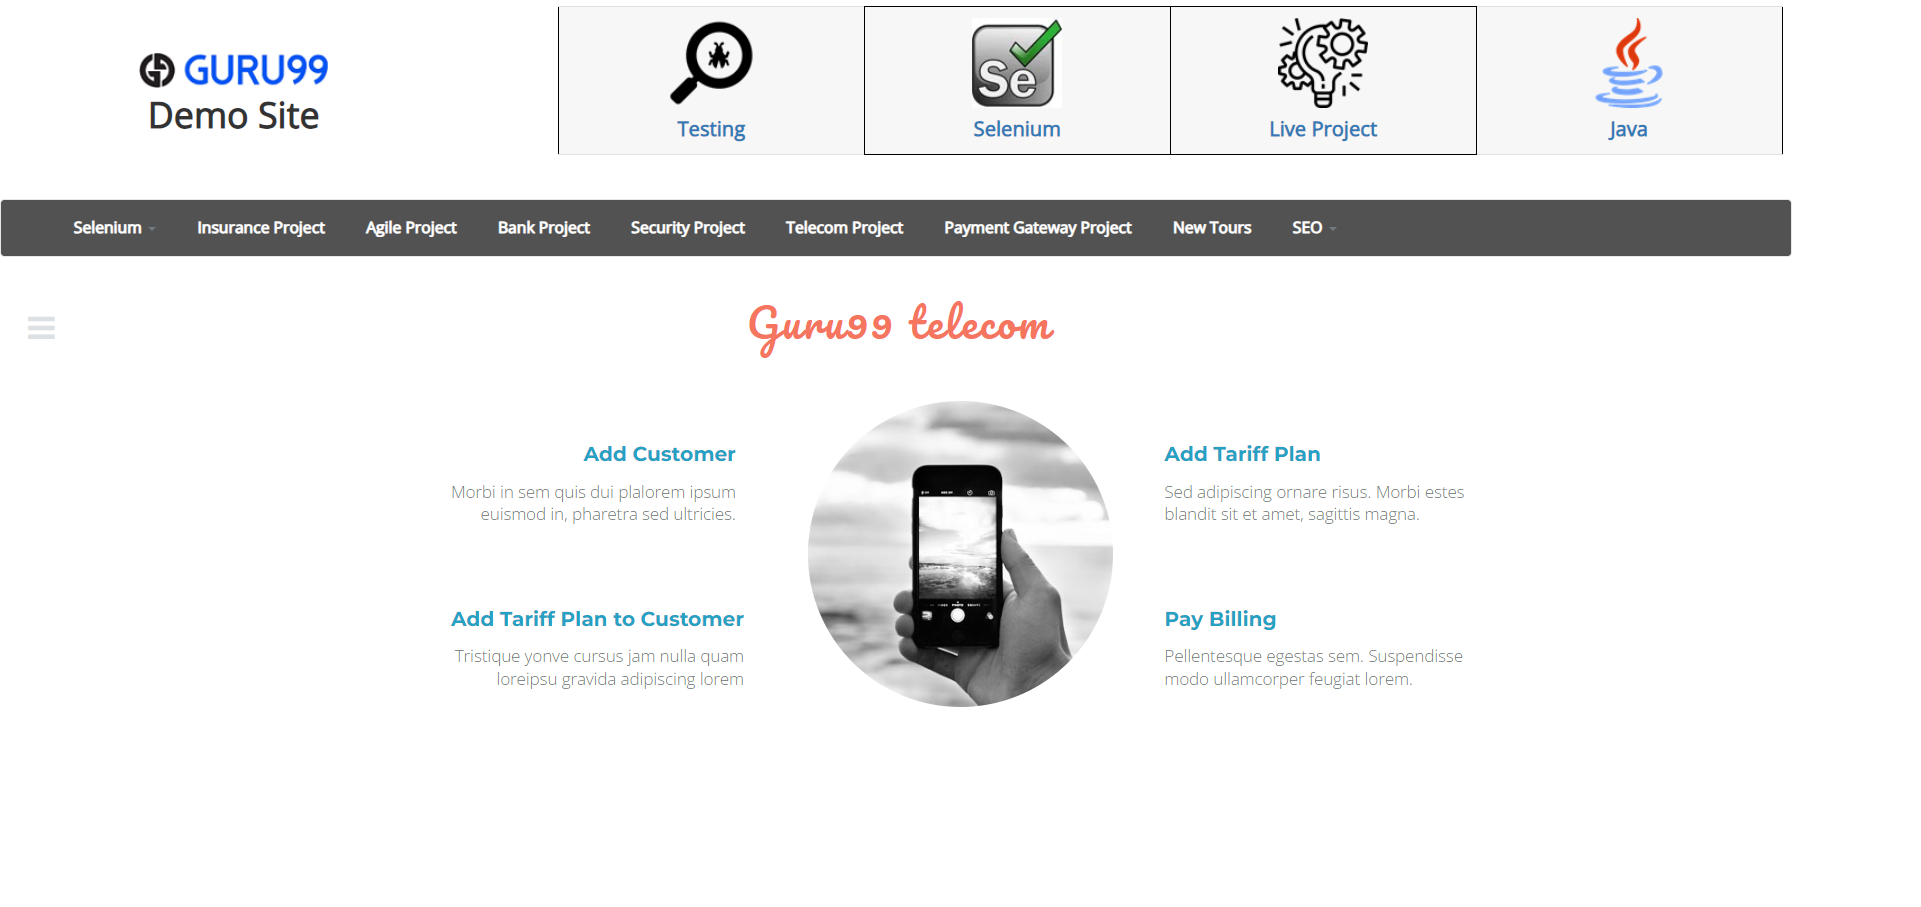 GURU99
Demo Site
Testing
Se
Selenium
Live Project
Java
Selenium
Insurance Project
Agile Project
Bank Project
Security Project
Telecom Project
Payment Gateway Project
New Tours
SEO
Guru99 telecom
Add Customer
Morbi in sem quis dui plalorem ipsum
euismod in, pharetra sed ultricies.
Add Tariff Plan
Sed adipiscing ornare risus. Morbi estes
blandit sit et amet, sagittis magna.
Add Tariff Plan to Customer
Tristique yonve cursus jam nulla quam
loreipsu gravida adipiscing lorem
Pay Billing
Pellentesque egestas sem. Suspendisse
modo ullamcorper feugiat lorem.